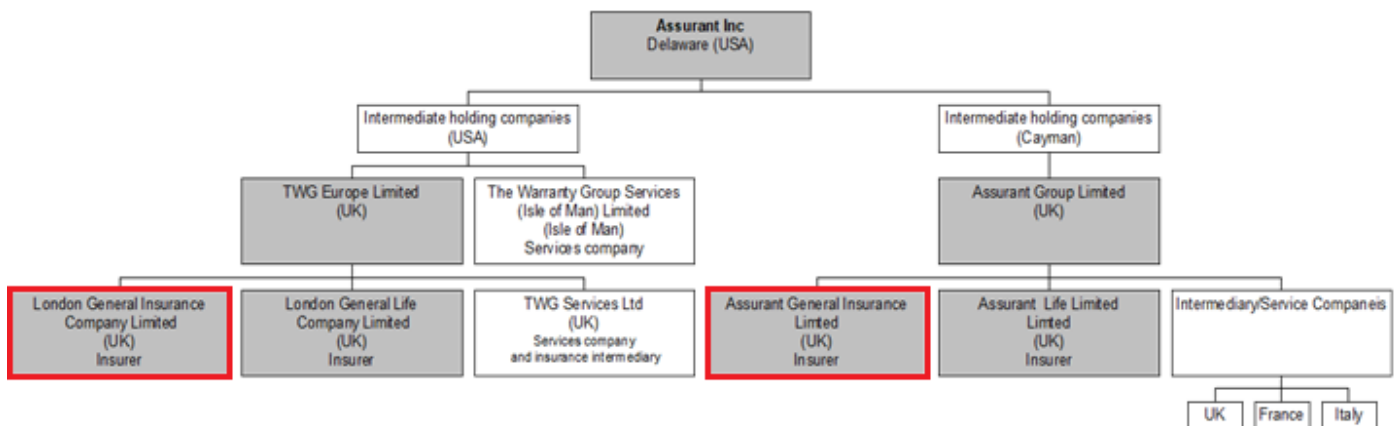 Assurant Inc
Delaware (USA)
Intermediate holding companies
(USA)
Intermediate holding companies
(Cayman)
TWG Europe Limited
(UK)
The Warranty Group Services
(Isle of Man) Limited
(Isle of Man)
Services company
Assurant Group Limited
(UK)
London General Insurance
Company Limited
(UK)
Insurer
London General Life
Company Limited
(UK)
Insurer
TWG Services Ltd
(UK)
Services company
and insurance intermediary
Assurant General Insurance
Limted
(UK)
Insurer
Assurant Life Limited
Limted
(UK)
Insurer
Intermediary/Service Companeis
UK
France
Italy